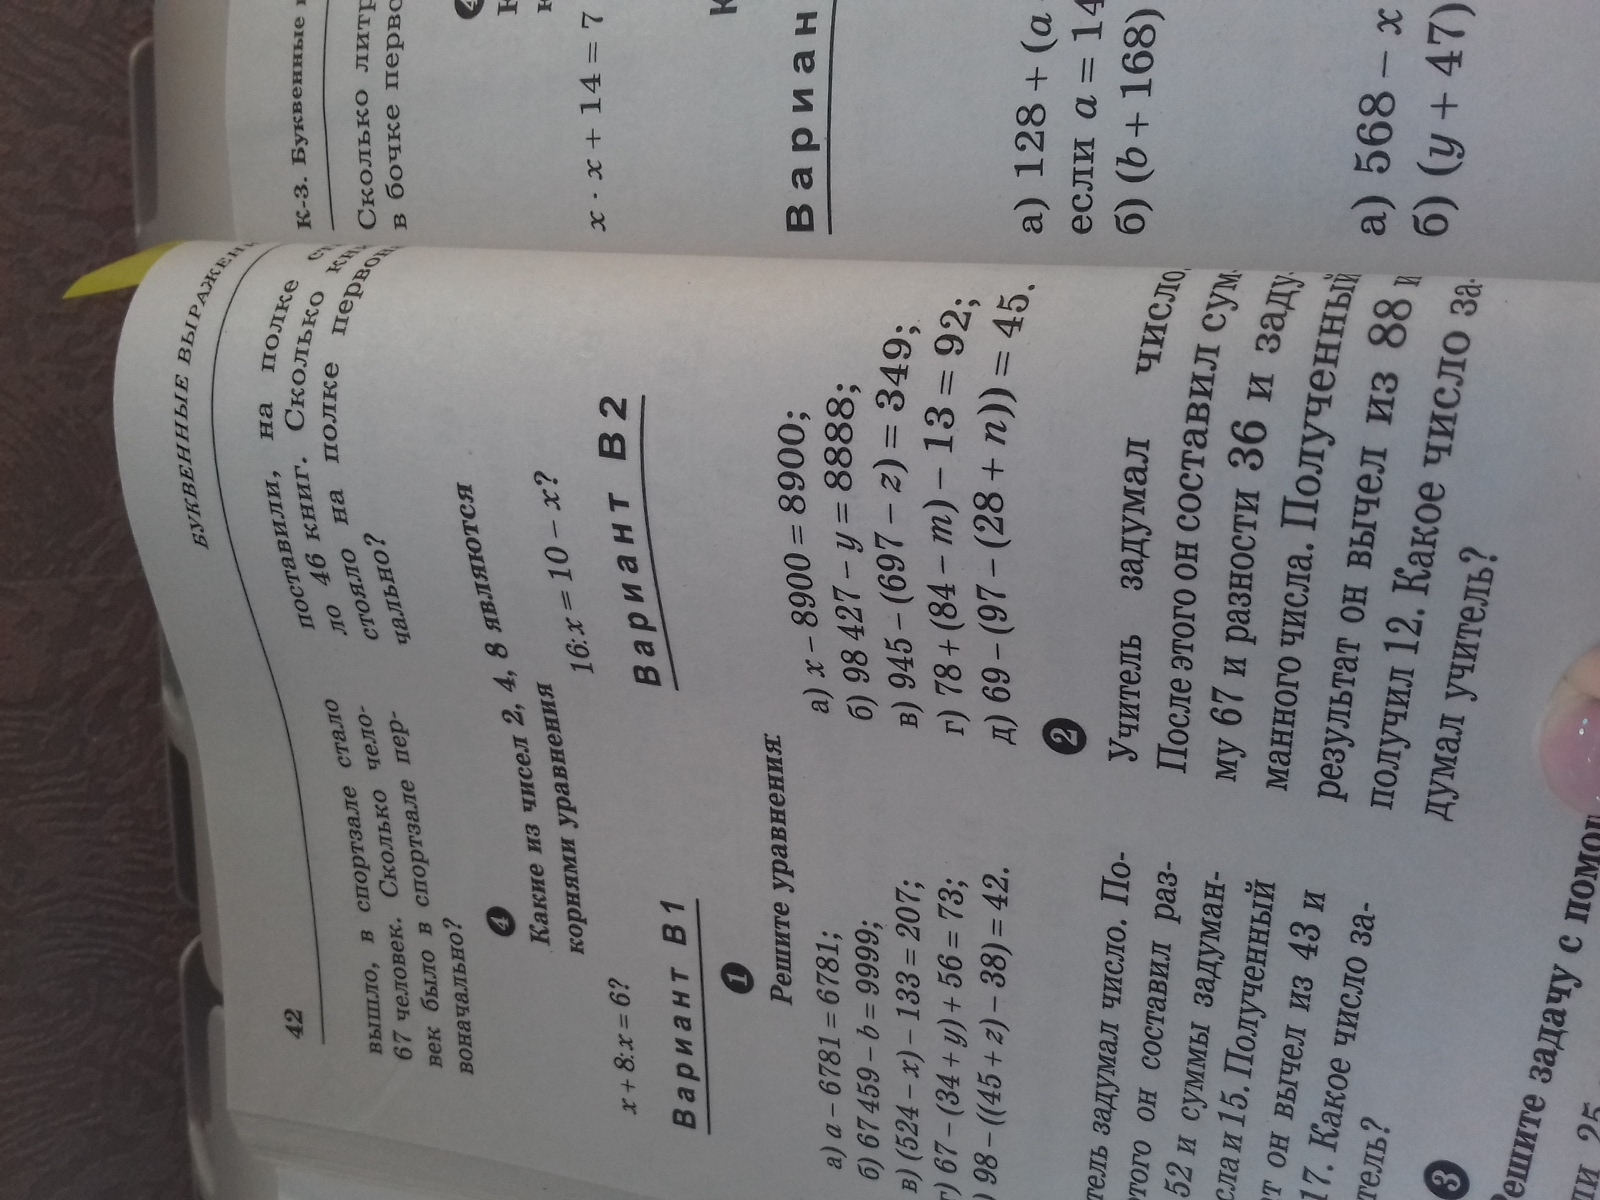 42
БУКВЕННЫЕ ВЫРАЖЕН
вышло, в спортзале стало
67 человек. Сколько чело-
век было в спортзале пер-
воначально?
поставили, на полке
ло 46 книг. Сколько
стояло на полке первон
чально?
4
Какие из чисел 2, 4, 8 являются
корнями уравнения
x + 8:x = 6?
16:x = 10 – x?
Вариант В1
Вариант В2
1
Решите уравнения:
а) a – 6781 = 6781;
б) 67 459 – b = 9999;
в) (524 – x) – 133 = 207;
г) 67 – (34 + y) + 56 = 73;
) 98 – ((45 + z) – 38) = 42.
а) x – 8900 = 8900;
б) 98 427 – y = 8888;
в) 945 – (697 – z) = 349;
г) 78 + (84 – m) – 13 = 92;
д) 69 – (97 – (28 + n)) = 45.
2
тель задумал число. По-
того он составил раз-
52 и суммы задуман-
сла и 15. Полученный
т он вычел из 43 и
17. Какое число за-
тель?
Учитель задумал число.
После этого он составил сум-
му 67 и разности 36 и заду-
манного числа. Полученный
результат он вычел из 88 и
получил 12. Какое число за-
думал учитель?
3
ешите задачу с помощ
25
К-3. Буквенные
Сколько литр
в бочке перво
x · x + 14 = 7
Вариан
а) 128 + (a
если a = 14
б) (b + 168)
а) 568 – x
б) (y + 47)